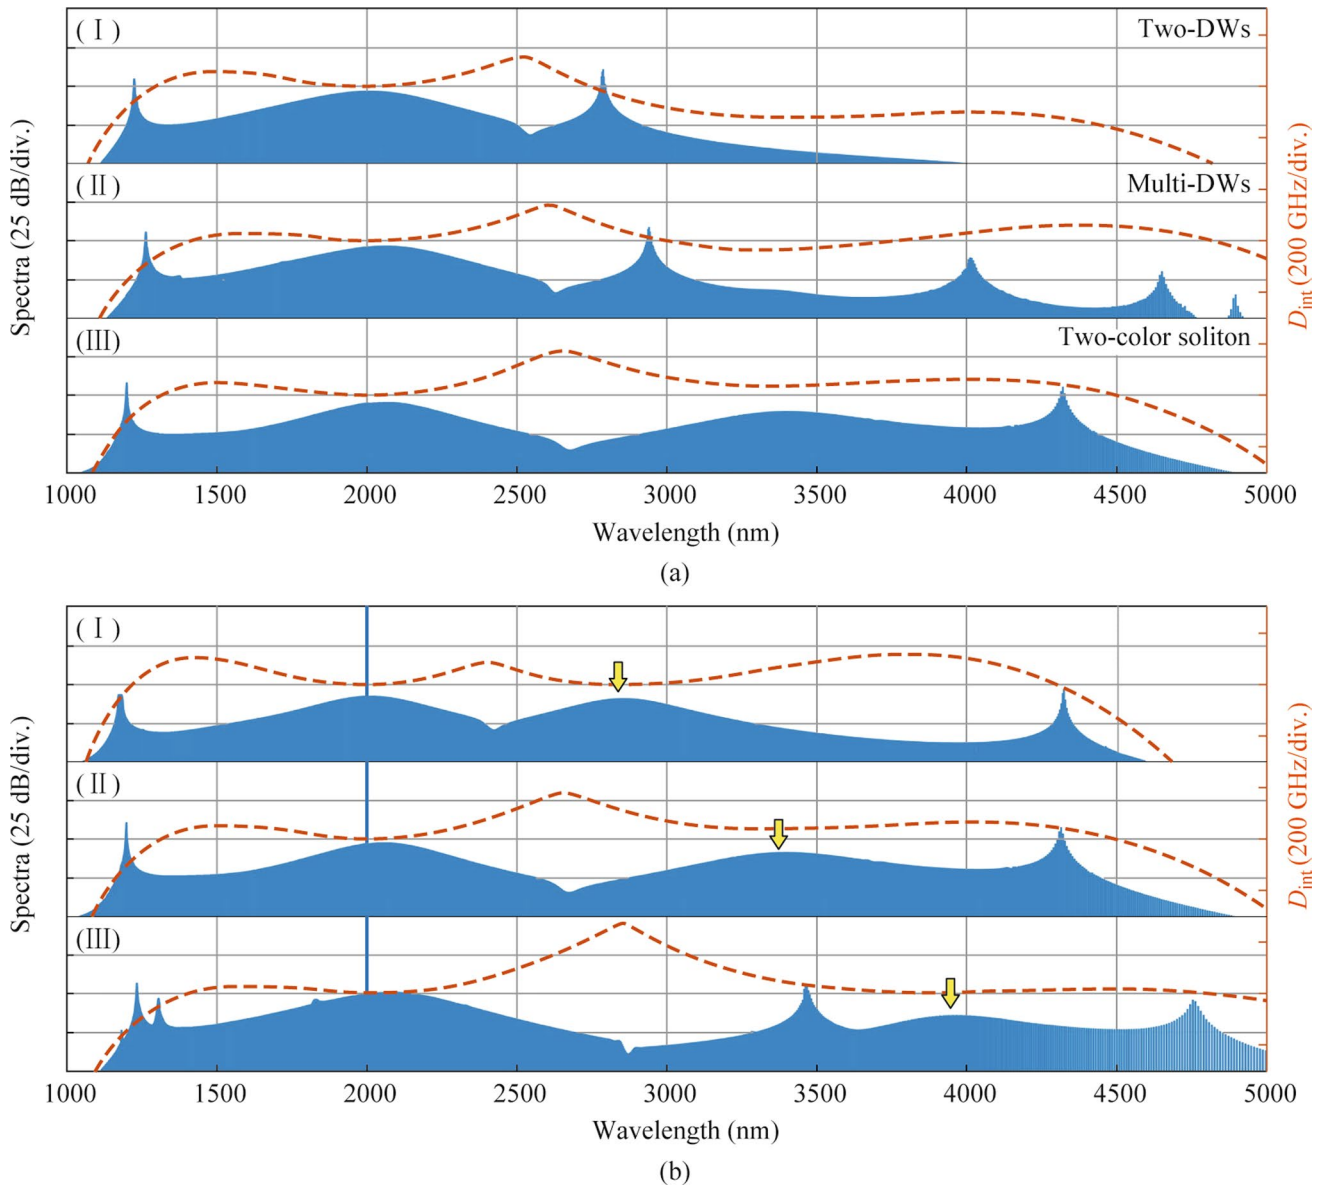 (Ⅰ)
Two-DWs
(Ⅱ)
Multi-DWs
(III)
Two-color soliton
Spectra (25 dB/div.)
Dint (200 GHz/div.)
1000 1500 2000 2500 3000 3500 4000 4500 5000
Wavelength (nm)
(a)
(Ⅰ)
(Ⅱ)
(III)
Spectra (25 dB/div.)
Dint (200 GHz/div.)
1000 1500 2000 2500 3000 3500 4000 4500 5000
Wavelength (nm)
(b)